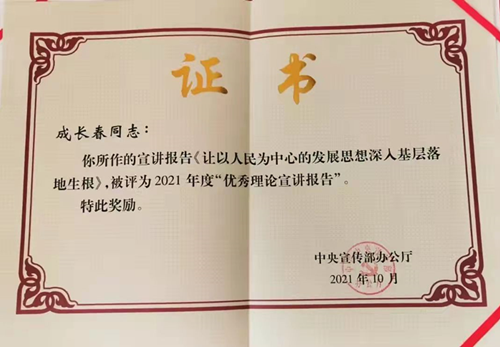 证书
成长春同志：
你所作的宣讲报告《让以人民为中心的发展思想深入基层落
地生根》，被评为2021年度“优秀理论宣讲报告”。
特此奖励。
中央宣传部办公厅
2021年10月